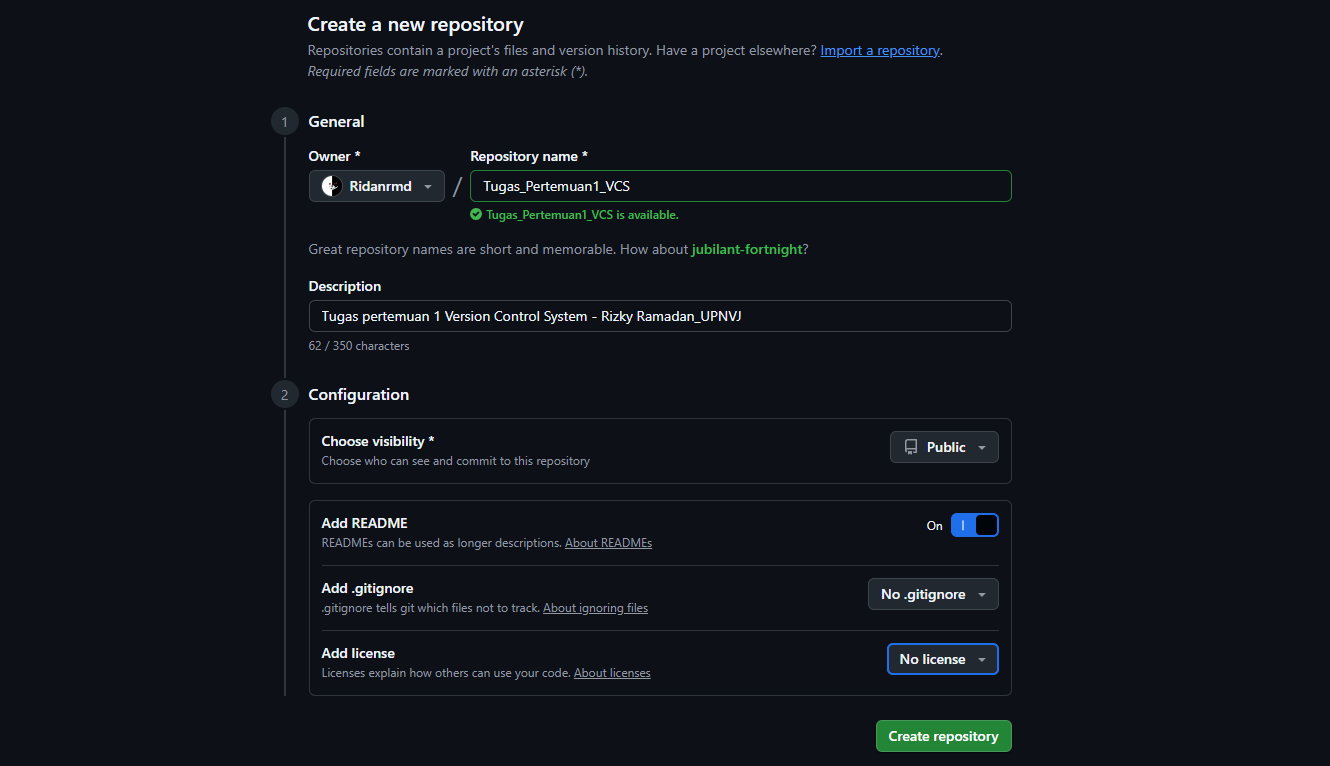 Create a new repository
Repositories contain a project's files and version history. Have a project elsewhere? Import a repository.
Required fields are marked with an asterisk (*).
1 General
Owner * Repository name *
Ridanrmd / Tugas_Pertemuan1_VCS
Tugas_Pertemuan1_VCS is available.
Great repository names are short and memorable. How about jubilant-fortnight?
Description
Tugas pertemuan 1 Version Control System - Rizky Ramadan_UPNVJ
62 / 350 characters
2 Configuration
Choose visibility * Public
Choose who can see and commit to this repository
Add README On
READMEs can be used as longer descriptions. About READMEs
Add .gitignore No .gitignore
.gitignore tells git which files not to track. About ignoring files
Add license No license
Licenses explain how others can use your code. About licenses
Create repository